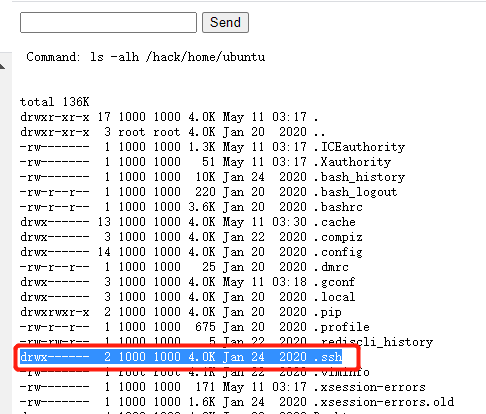 Send
Command: ls -alh /hack/home/ubuntu
total 136K
drwxr-xr-x 17 1000 1000 4.0K May 11 03:17 .
drwxr-xr-x 3 root root 4.0K Jan 20 2020 ..
-rw------- 1 1000 1000 1.3K May 11 03:17 .ICEauthority
-rw------- 1 1000 1000 51 May 11 03:17 .Xauthority
-rw------- 1 1000 1000 10K Jan 24 2020 .bash_history
-rw-r--r-- 1 1000 1000 220 Jan 20 2020 .bash_logout
-rw-r--r-- 1 1000 1000 3.6K Jan 20 2020 .bashrc
drwx------ 13 1000 1000 4.0K May 11 03:30 .cache
drwx------ 3 1000 1000 4.0K Jan 22 2020 .compiz
drwx------ 14 1000 1000 4.0K Jan 20 2020 .config
-rw-r--r-- 1 1000 1000 25 Jan 20 2020 .dmrc
drwx------ 3 1000 1000 4.0K May 11 03:18 .gconf
drwx------ 3 1000 1000 4.0K Jan 20 2020 .local
drwxrwxr-x 2 1000 1000 4.0K Jan 20 2020 .pip
-rw-r--r-- 1 1000 1000 675 Jan 20 2020 .profile
-rw------- 1 1000 1000 5 Jan 22 2020 .rediscli_history
drwx------ 2 1000 1000 4.0K Jan 24 2020 .ssh
1 root root 4.1K Jan 22 2020 .viminfo
-rw------- 1 1000 1000 171 May 11 03:17 .xsession-errors
-rw------- 1 1000 1000 1.6K Jan 24 2020 .xsession-errors.old